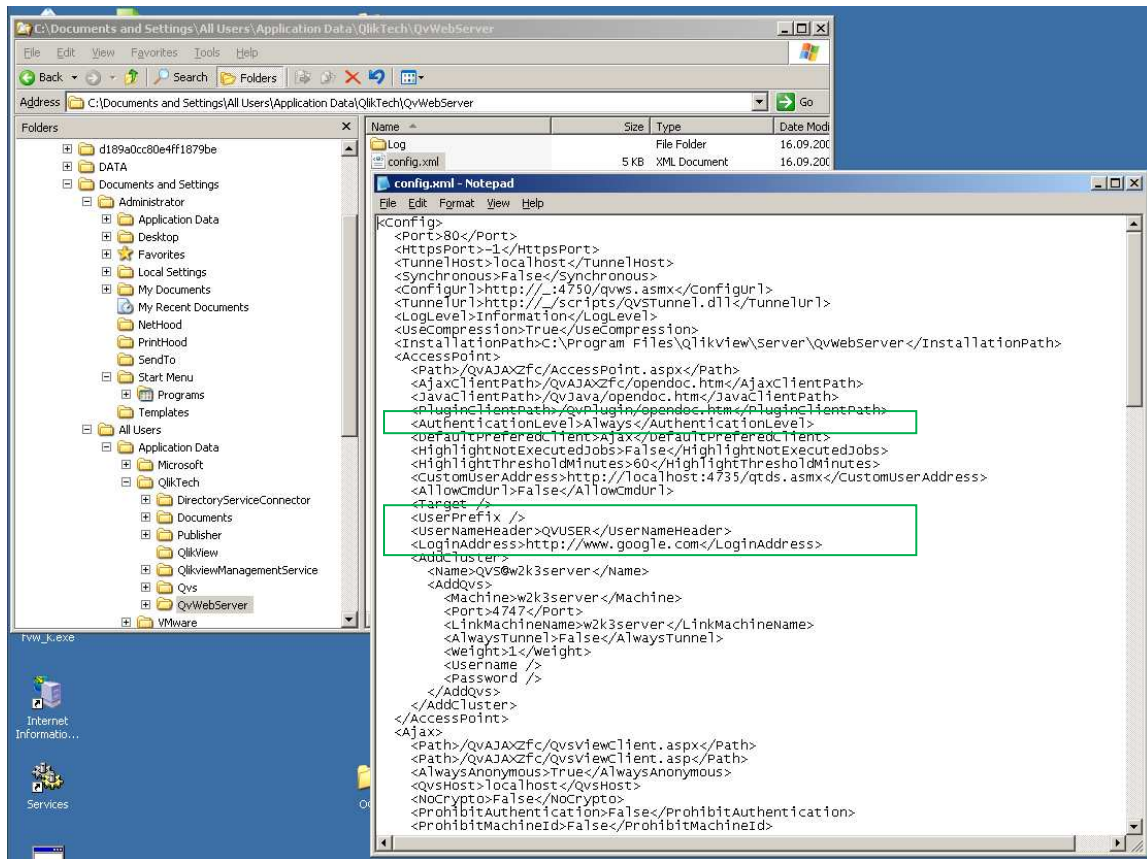 C:\Documents and Settings\All Users\Application Data\QlikTech\QvWebServer
File Edit View Favorites Tools Help
Back Search Folders
Address C:\Documents and Settings\All Users\Application Data\QlikTech\QvWebServer Go
Folders
d189a0cc80e4ff1879be
DATA
Documents and Settings
Administrator
Application Data
Desktop
Favorites
Local Settings
My Documents
My Recent Documents
NetHood
PrintHood
SendTo
Start Menu
Programs
Templates
All Users
Application Data
Microsoft
QlikTech
DirectoryServiceConnector
Documents
Publisher
QlikView
QlikviewManagementService
Qvs
QvWebServer
VMware
Name Size Type Date Modi
Log File Folder 16.09.200
config.xml 5 KB XML Document 16.09.200
config.xml - Notepad
File Edit Format View Help
<Config>
<Port>80</Port>
<HttpsPort>-1</HttpsPort>
<TunnelHost>localhost</TunnelHost>
<Synchronous>False</Synchronous>
<ConfigUrl>http://_:4750/qvws.asmx</ConfigUrl>
<TunnelUrl>http://_/scripts/QVSTunnel.dll</TunnelUrl>
<LogLevel>Information</LogLevel>
<UseCompression>True</UseCompression>
<InstallationPath>C:\Program Files\QlikView\Server\QvWebServer</InstallationPath>
<AccessPoint>
<Path>/QvAJAXZfc/AccessPoint.aspx</Path>
<AjaxClientPath>/QvAJAXZfc/opendoc.htm</AjaxClientPath>
<JavaClientPath>/QvJava/opendoc.htm</JavaClientPath>
<PluginClientPath>/QvPlugin/opendoc.htm</PluginClientPath>
<AuthenticationLevel>Always</AuthenticationLevel>
<DefaultPreferedClient>Ajax</DefaultPreferedClient>
<HighlightNotExecutedJobs>False</HighlightNotExecutedJobs>
<HighlightThresholdMinutes>60</HighlightThresholdMinutes>
<CustomUserAddress>http://localhost:4735/qtds.asmx</CustomUserAddress>
<AllowCmdUrl>False</AllowCmdUrl>
<Target />
<UserPrefix />
<UserNameHeader>QVUSER</UserNameHeader>
<LoginAddress>http://www.google.com</LoginAddress>
<AddCluster>
<Name>QVS@w2k3server</Name>
<AddQvs>
<Machine>w2k3server</Machine>
<Port>4747</Port>
<LinkMachineName>w2k3server</LinkMachineName>
<AlwaysTunnel>False</AlwaysTunnel>
<Weight>1</Weight>
<Username />
<Password />
</AddQvs>
</AddCluster>
</AccessPoint>
<Ajax>
<Path>/QvAJAXZfc/QvsViewClient.aspx</Path>
<Path>/QvAJAXZfc/QvsViewClient.asp</Path>
<AlwaysAnonymous>True</AlwaysAnonymous>
<QvsHost>localhost</QvsHost>
<NoCrypto>False</NoCrypto>
<ProhibitAuthentication>False</ProhibitAuthentication>
<ProhibitMachineId>False</ProhibitMachineId>
Internet
Informatio...
Services